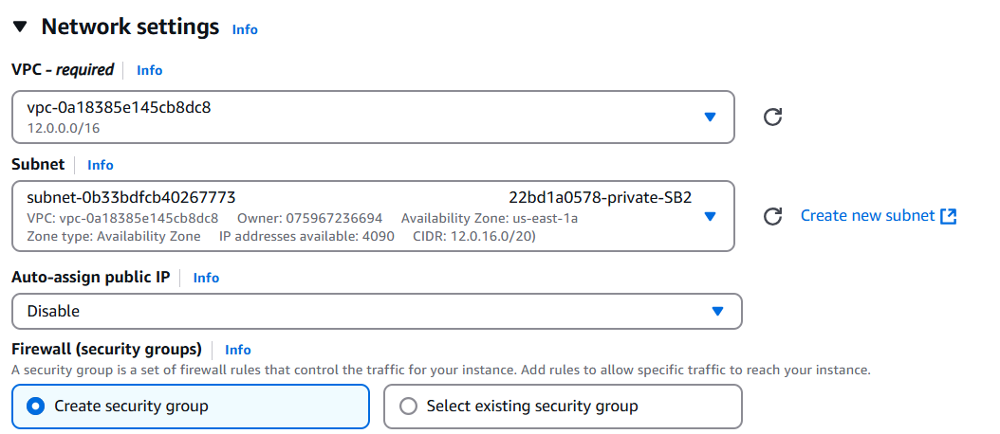 Network settings Info
VPC - required Info
vpc-0a18385e145cb8dc8
12.0.0.0/16
Subnet Info
subnet-0b33bdfcb40267773 22bd1a0578-private-SB2
VPC: vpc-0a18385e145cb8dc8 Owner: 075967236694 Availability Zone: us-east-1a
Zone type: Availability Zone IP addresses available: 4090 CIDR: 12.0.16.0/20)
Create new subnet
Auto-assign public IP Info
Disable
Firewall (security groups) Info
A security group is a set of firewall rules that control the traffic for your instance. Add rules to allow specific traffic to reach your instance.
Create security group Select existing security group